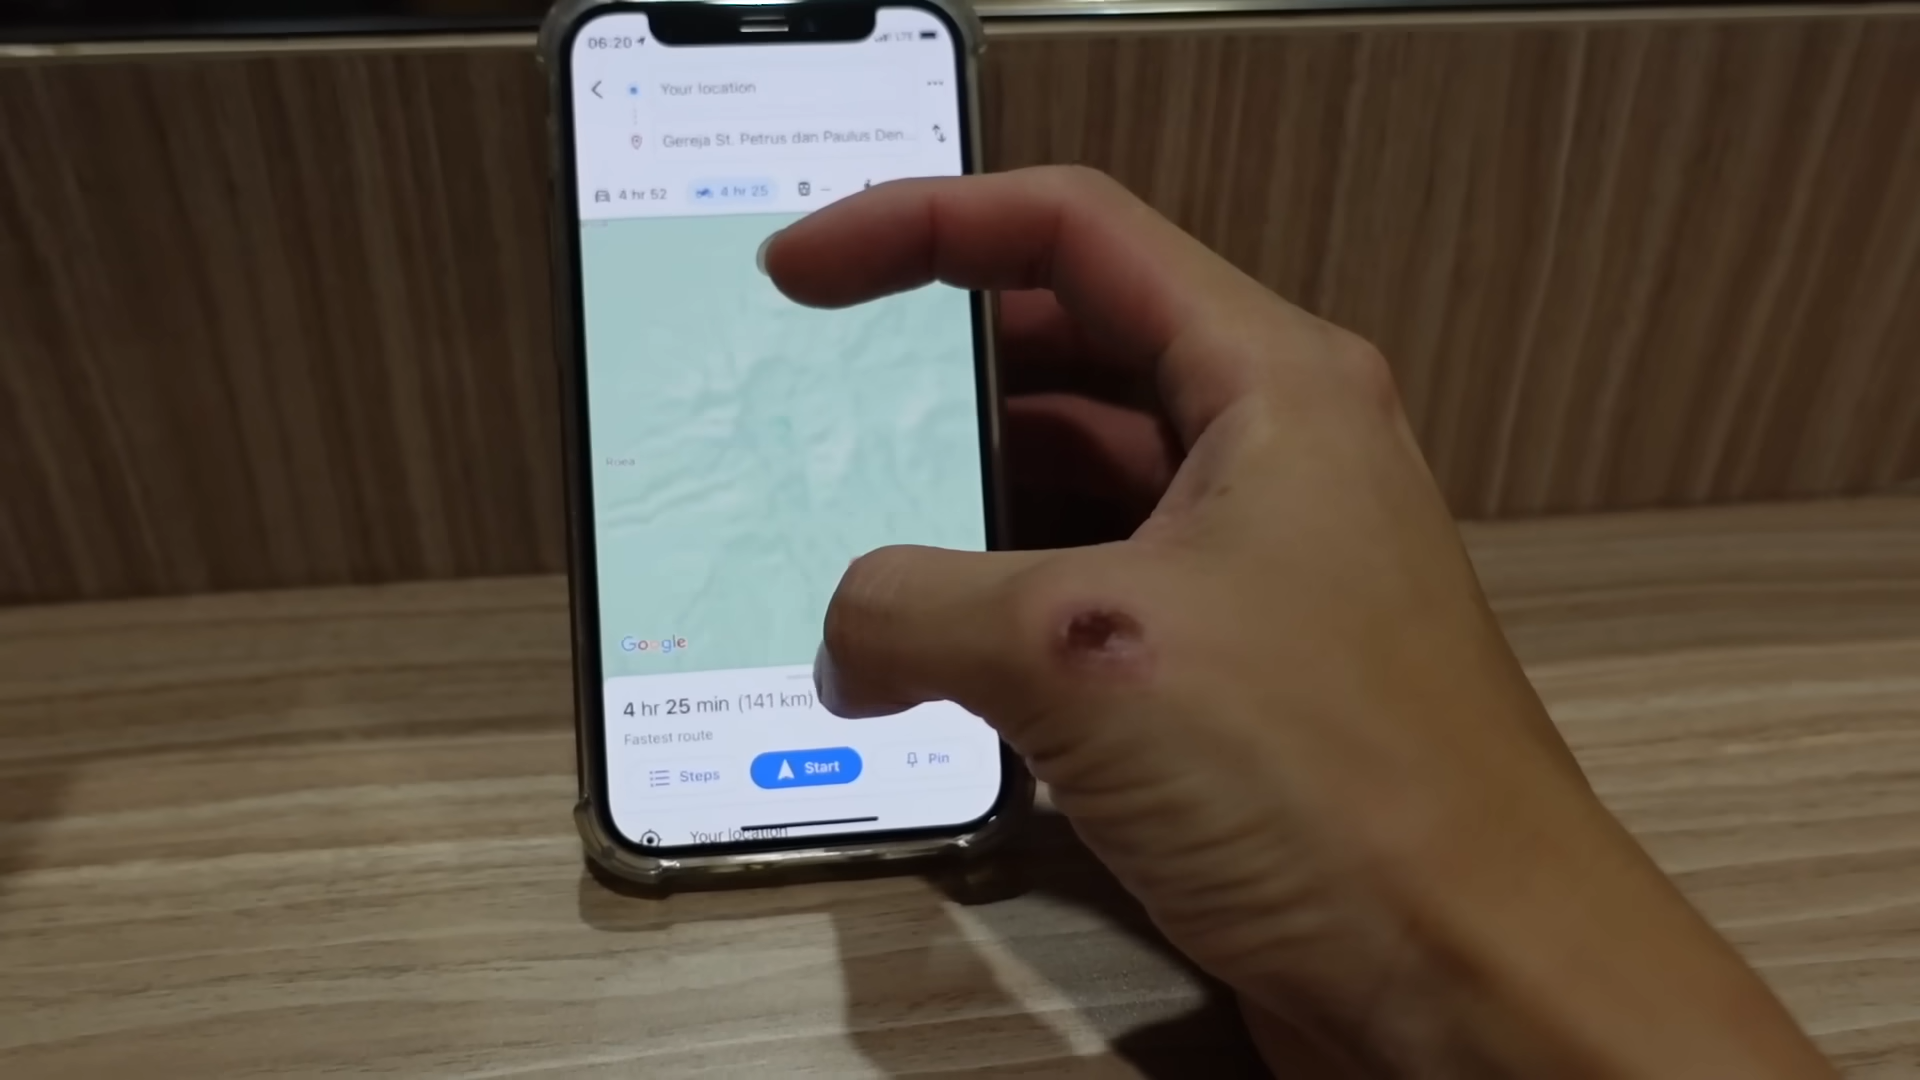 06:20 LTE
Your location
Gereja St. Petrus dan Paulus Den...
4 hr 52 4 hr 25 –
Google
4 hr 25 min (141 km)
Fastest route
Steps Start Pin
Your location